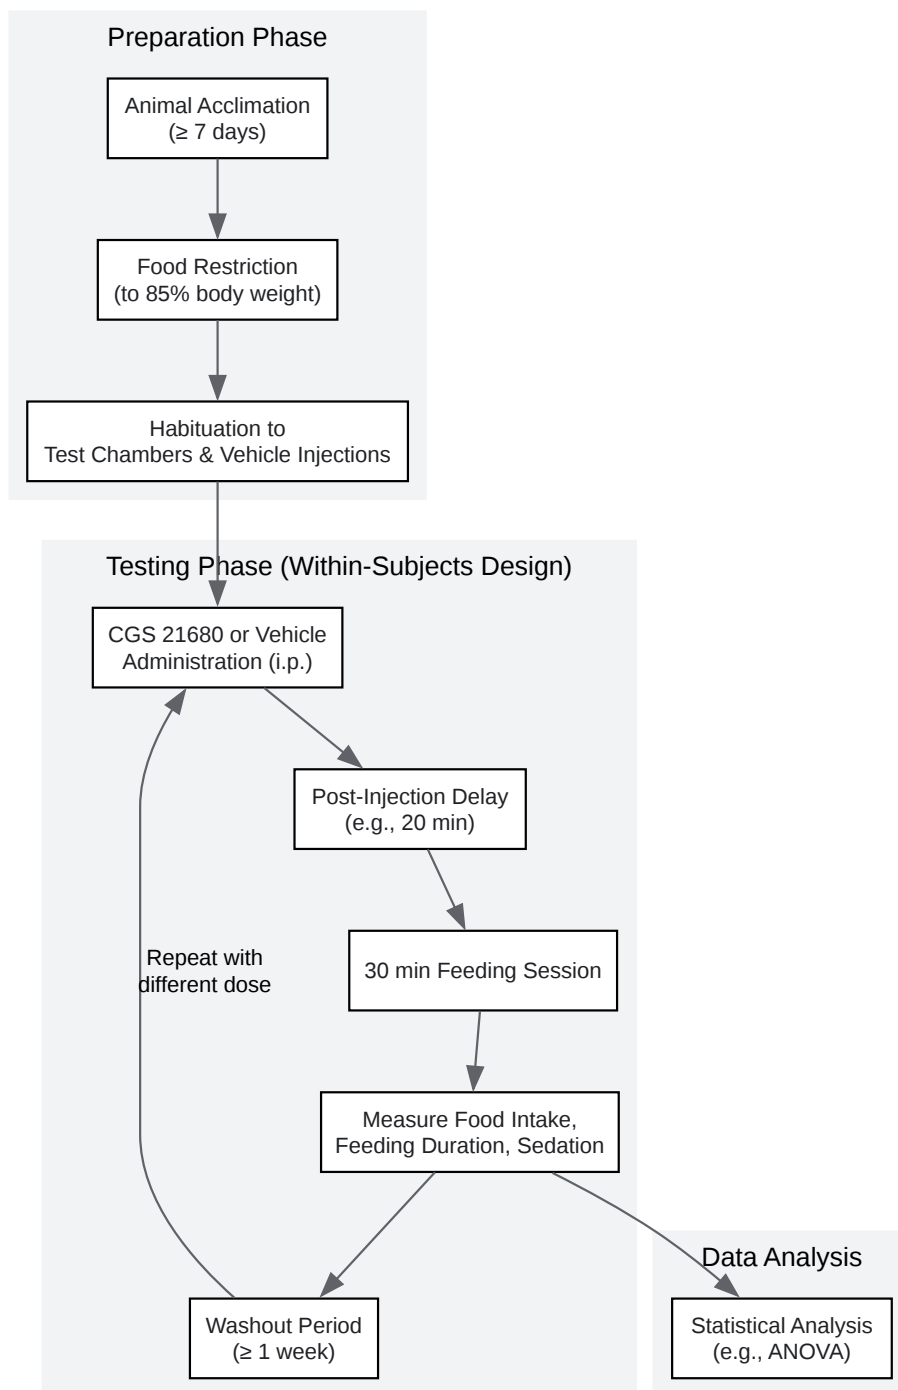 Preparation Phase
Animal Acclimation
(≥ 7 days)
Food Restriction
(to 85% body weight)
Habituation to
Test Chambers & Vehicle Injections
Testing Phase (Within-Subjects Design)
CGS 21680 or Vehicle
Administration (i.p.)
Post-Injection Delay
(e.g., 20 min)
Repeat with
different dose
30 min Feeding Session
Measure Food Intake,
Feeding Duration, Sedation
Washout Period
(≥ 1 week)
Data Analysis
Statistical Analysis
(e.g., ANOVA)